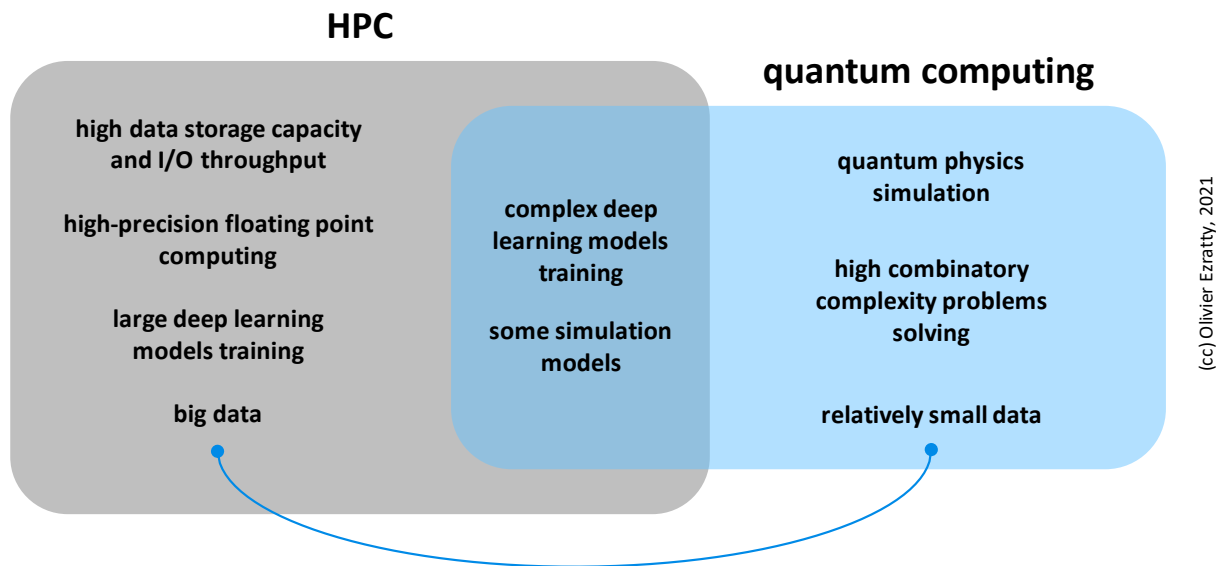 HPC
quantum computing
high data storage capacity
and I/O throughput
high-precision floating point
computing
large deep learning
models training
big data
complex deep
learning models
training
some simulation
models
quantum physics
simulation
high combinatory
complexity problems
solving
relatively small data
(cc) Olivier Ezratty, 2021